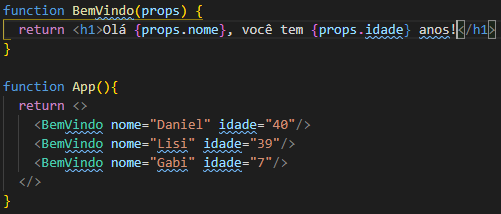 function BemVindo(props) {
  return <h1>Olá {props.nome}, você tem {props.idade} anos!</h1>
}

function App(){
  return <>
    <BemVindo nome="Daniel" idade="40"/>
    <BemVindo nome="Lisi" idade="39"/>
    <BemVindo nome="Gabi" idade="7"/>
  </>
}